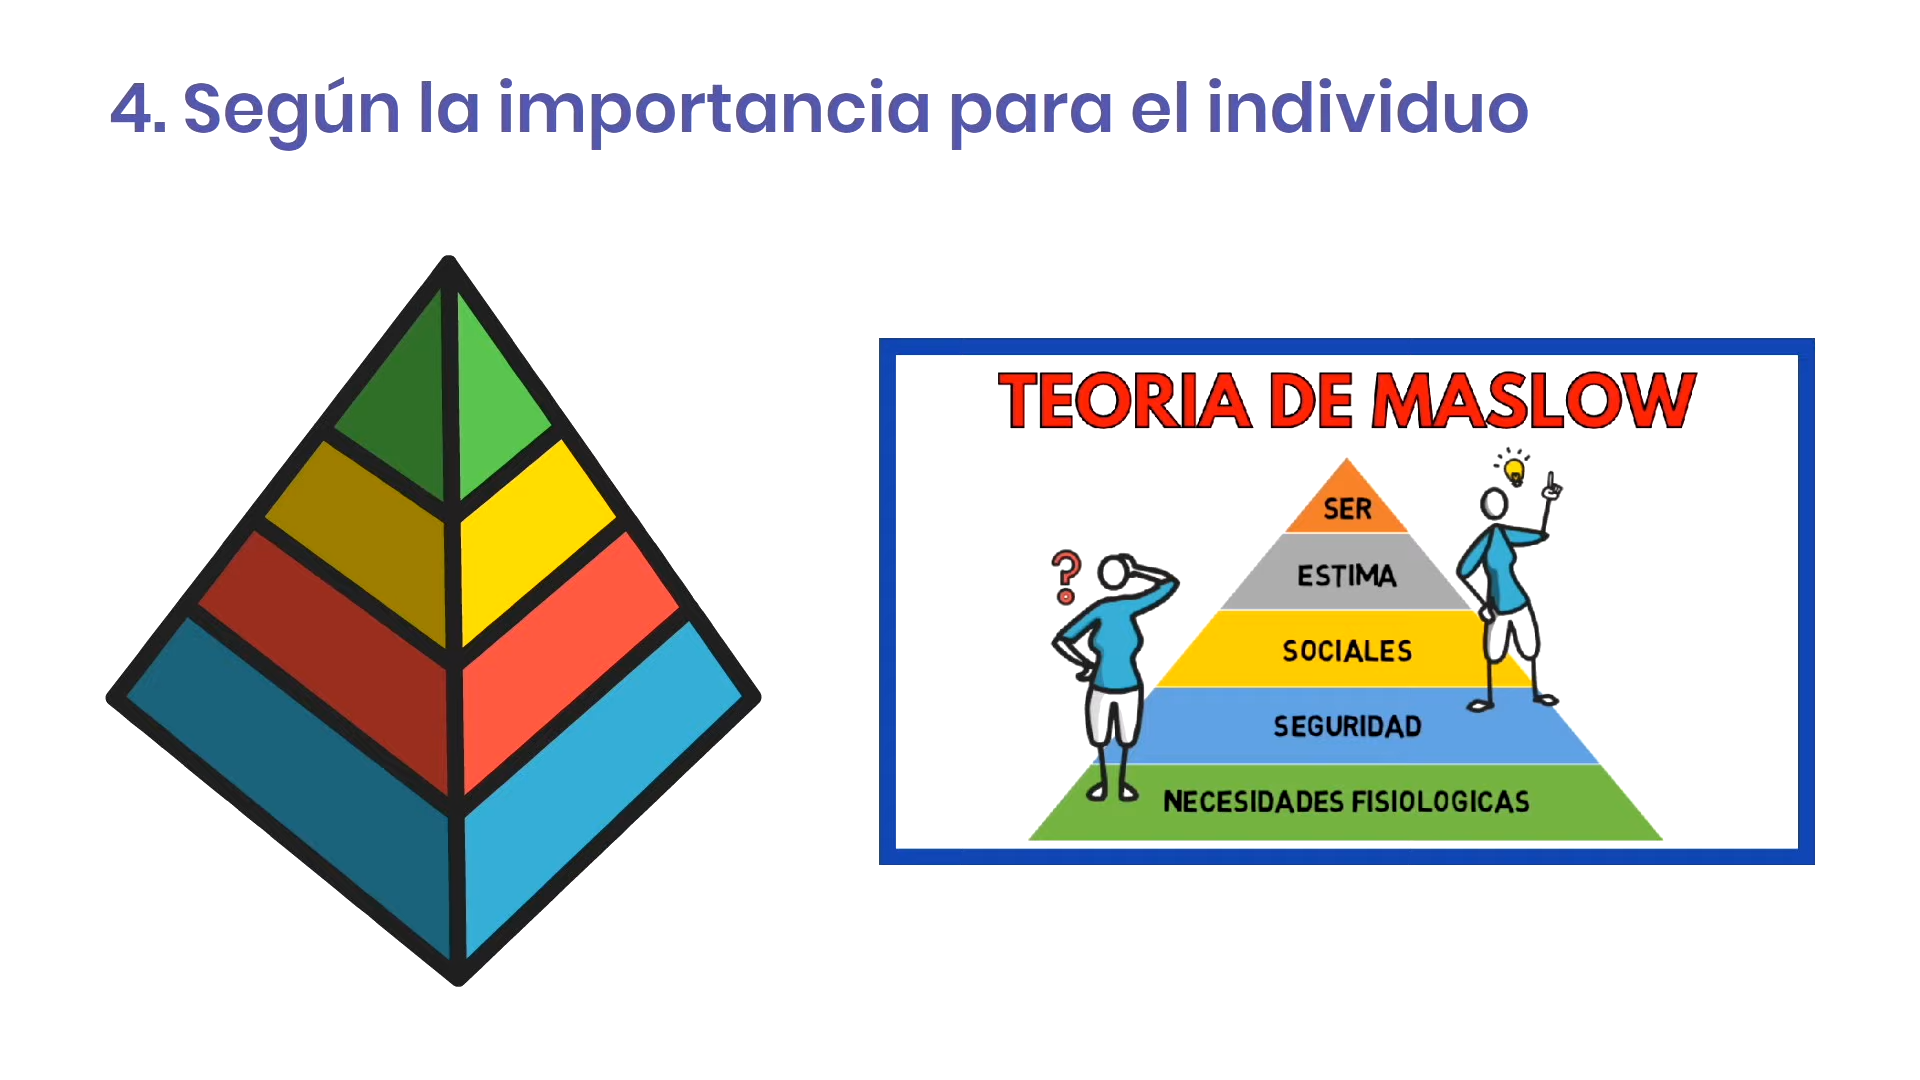 4. Según la importancia para el individuo
TEORIA DE MASLOW
SER
ESTIMA
SOCIALES
SEGURIDAD
NECESIDADES FISIOLOGICAS